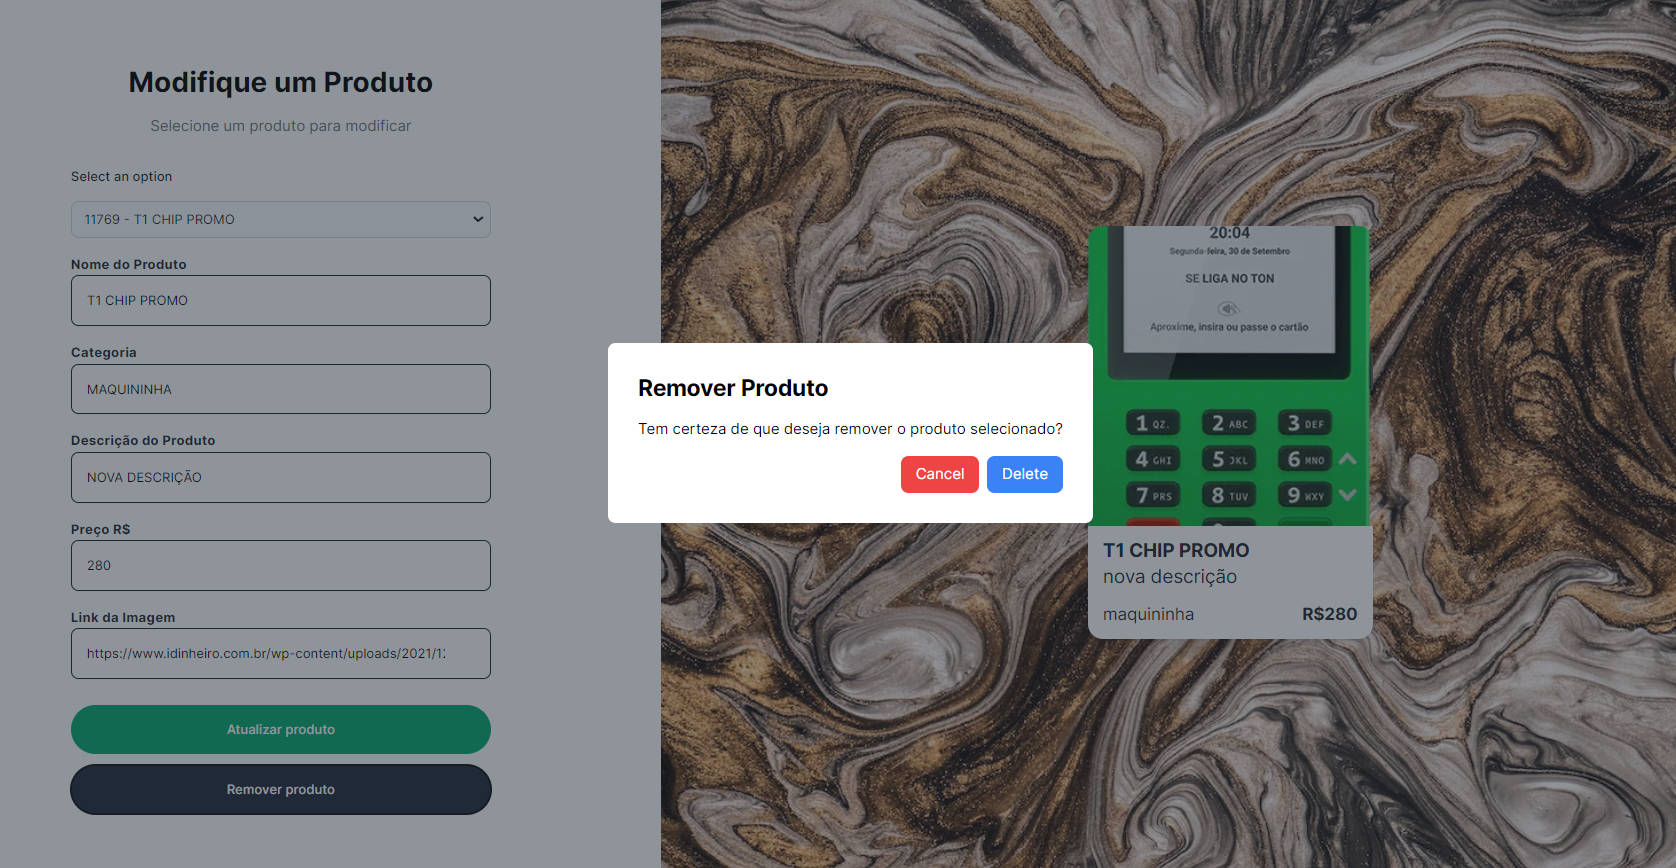 Modifique um Produto
Selecione um produto para modificar
Select an option
11769 - T1 CHIP PROMO
Nome do Produto
T1 CHIP PROMO
Categoria
MAQUININHA
Descrição do Produto
NOVA DESCRIÇÃO
Preço R$
280
Link da Imagem
https://www.idinheiro.com.br/wp-content/uploads/2021/12
Atualizar produto
Remover produto
Remover Produto
Tem certeza de que deseja remover o produto selecionado?
Cancel Delete
20:04
Segunda-feira, 30 de Setembro
SE LIGA NO TON
Aproxime, insira ou passe o cartão
1 QZ. 2 ABC 3 DEF
4 GHI 5 JKL 6 MNO
7 PRS 8 TUV 9 WXY
T1 CHIP PROMO
nova descrição
maquininha R$280